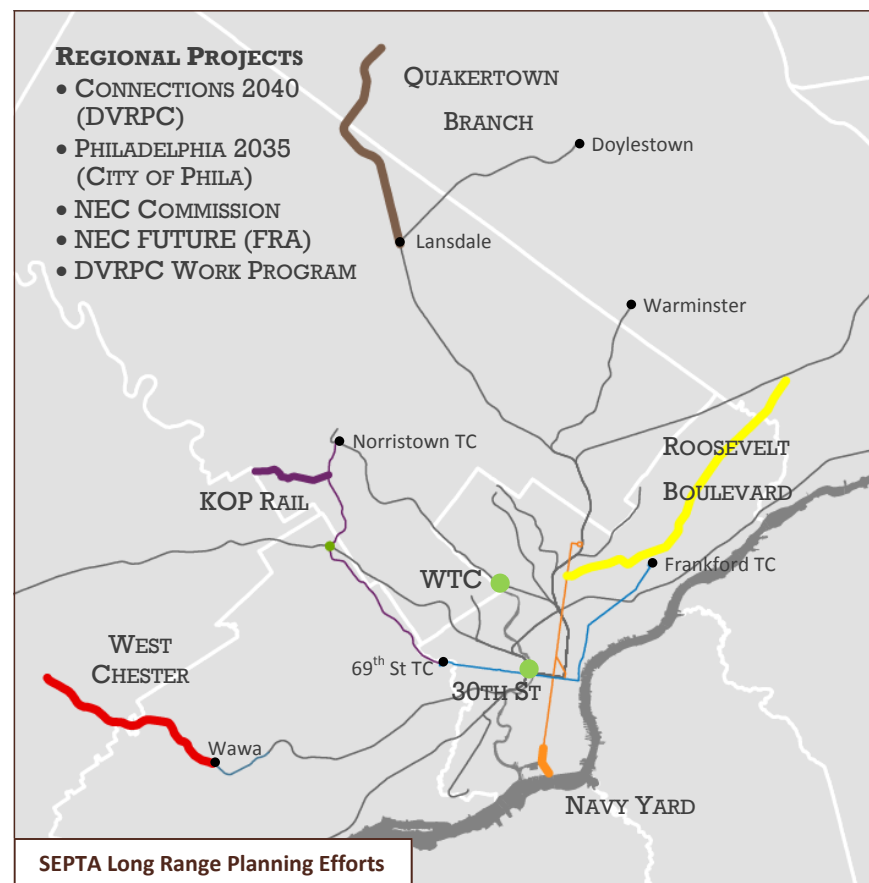 REGIONAL PROJECTS
• CONNECTIONS 2040
(DVRPC)
• PHILADELPHIA 2035
(CITY OF PHILA)
• NEC COMMISSION
• NEC FUTURE (FRA)
• DVRPC WORK PROGRAM
QUAKERTOWN
BRANCH
Doylestown
Lansdale
Warminster
Norristown TC
ROOSEVELT
BOULEVARD
KOP RAIL
Frankford TC
WTC
WEST
CHESTER
69th St TC
30TH ST
Wawa
NAVY YARD
SEPTA Long Range Planning Efforts